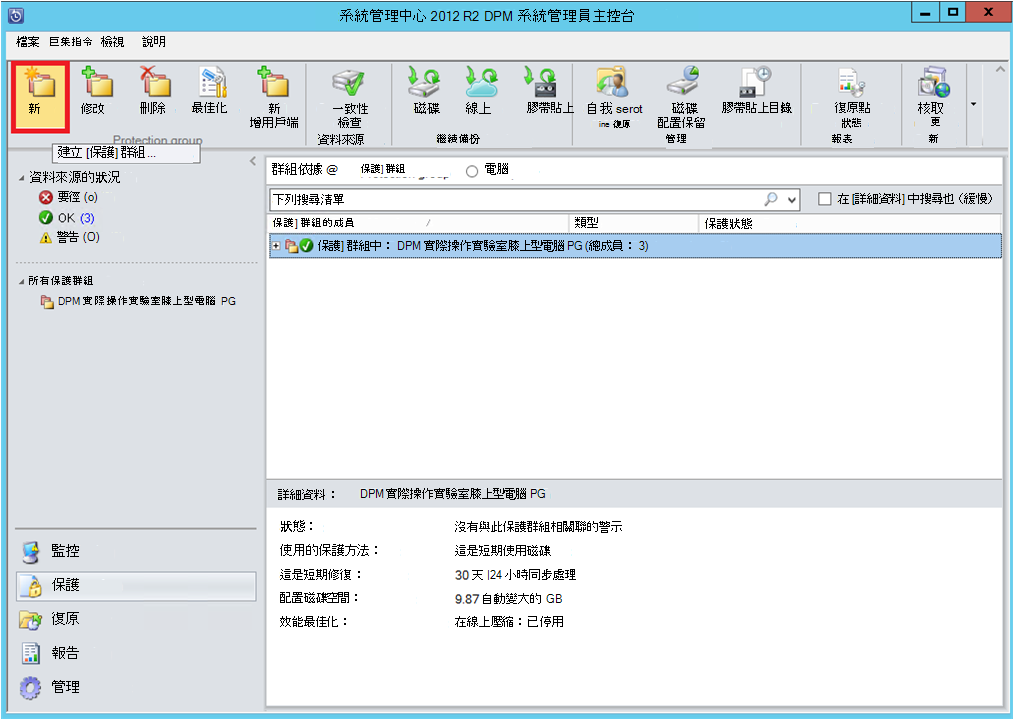 系統管理中心 2012 R2 DPM 系統管理員主控台
檔案 巨集指令 檢視 說明
新 修改 刪除 最佳化 新增用戶端 一致性檢查 磁碟 線上 膠帶貼上 自我 serot ine 復原 磁碟配置保留 膠帶貼上目錄 復原點狀態 核取更新
Protection group 資料來源 繼續備份 管理 報表
建立 [保護] 群組...
資料來源的狀況
要徑 (o)
OK (3)
警告 (O)
所有保護群組
DPM 實際操作實驗室膝上型電腦 PG
監控
保護
復原
報告
管理
群組依據 @ 保護] 群組 電腦
下列搜尋清單 在 [詳細資料] 中搜尋也 (緩慢)
保護] 群組的成員 / 類型 保護狀態
保護] 群組中： DPM 實際操作實驗室膝上型電腦 PG (總成員： 3)
詳細資料： DPM 實際操作實驗室膝上型電腦 PG
狀態： 沒有與此保護群組相關聯的警示
使用的保護方法： 這是短期使用磁碟
這是短期修復： 30 天 |24 小時同步處理
配置磁碟空間： 9.87 自動變大的 GB
效能最佳化： 在線上壓縮：已停用